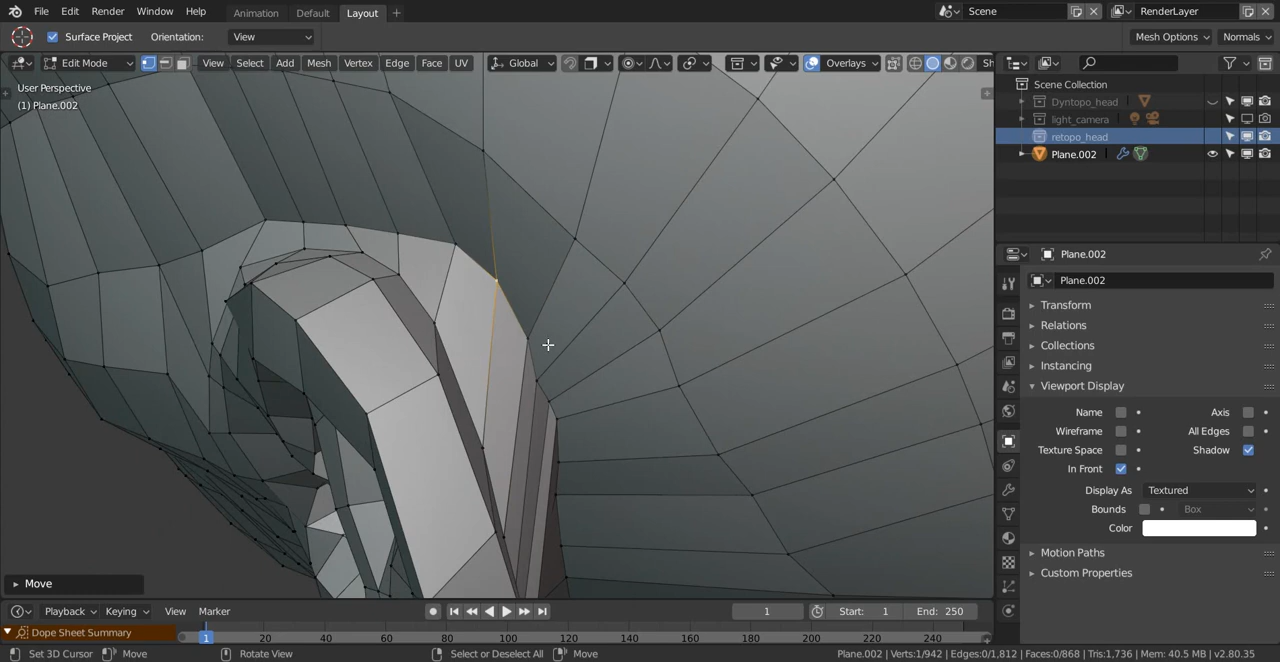 File Edit Render Window Help Animation Default Layout + Scene RenderLayer
Surface Project Orientation: View Mesh Options Normals
Edit Mode View Select Add Mesh Vertex Edge Face UV Global Overlays Sh
User Perspective
(1) Plane.002
Scene Collection
Dyntopo_head
light_camera
retopo_head
Plane.002
Plane.002
Plane.002
Transform
Relations
Collections
Instancing
Viewport Display
Name Axis
Wireframe All Edges
Texture Space Shadow
In Front
Display As Textured
Bounds Box
Color
Motion Paths
Custom Properties
Move
Playback Keying View Marker 1 Start: 1 End: 250
Dope Sheet Summary 1 20 40 60 80 100 120 140 160 180 200 220 240
Set 3D Cursor Move Rotate View Select or Deselect All Move Plane.002 | Verts:1/942 | Edges:0/1,812 | Faces:0/868 | Tris:1,736 | Mem: 40.5 MB | v2.80.35